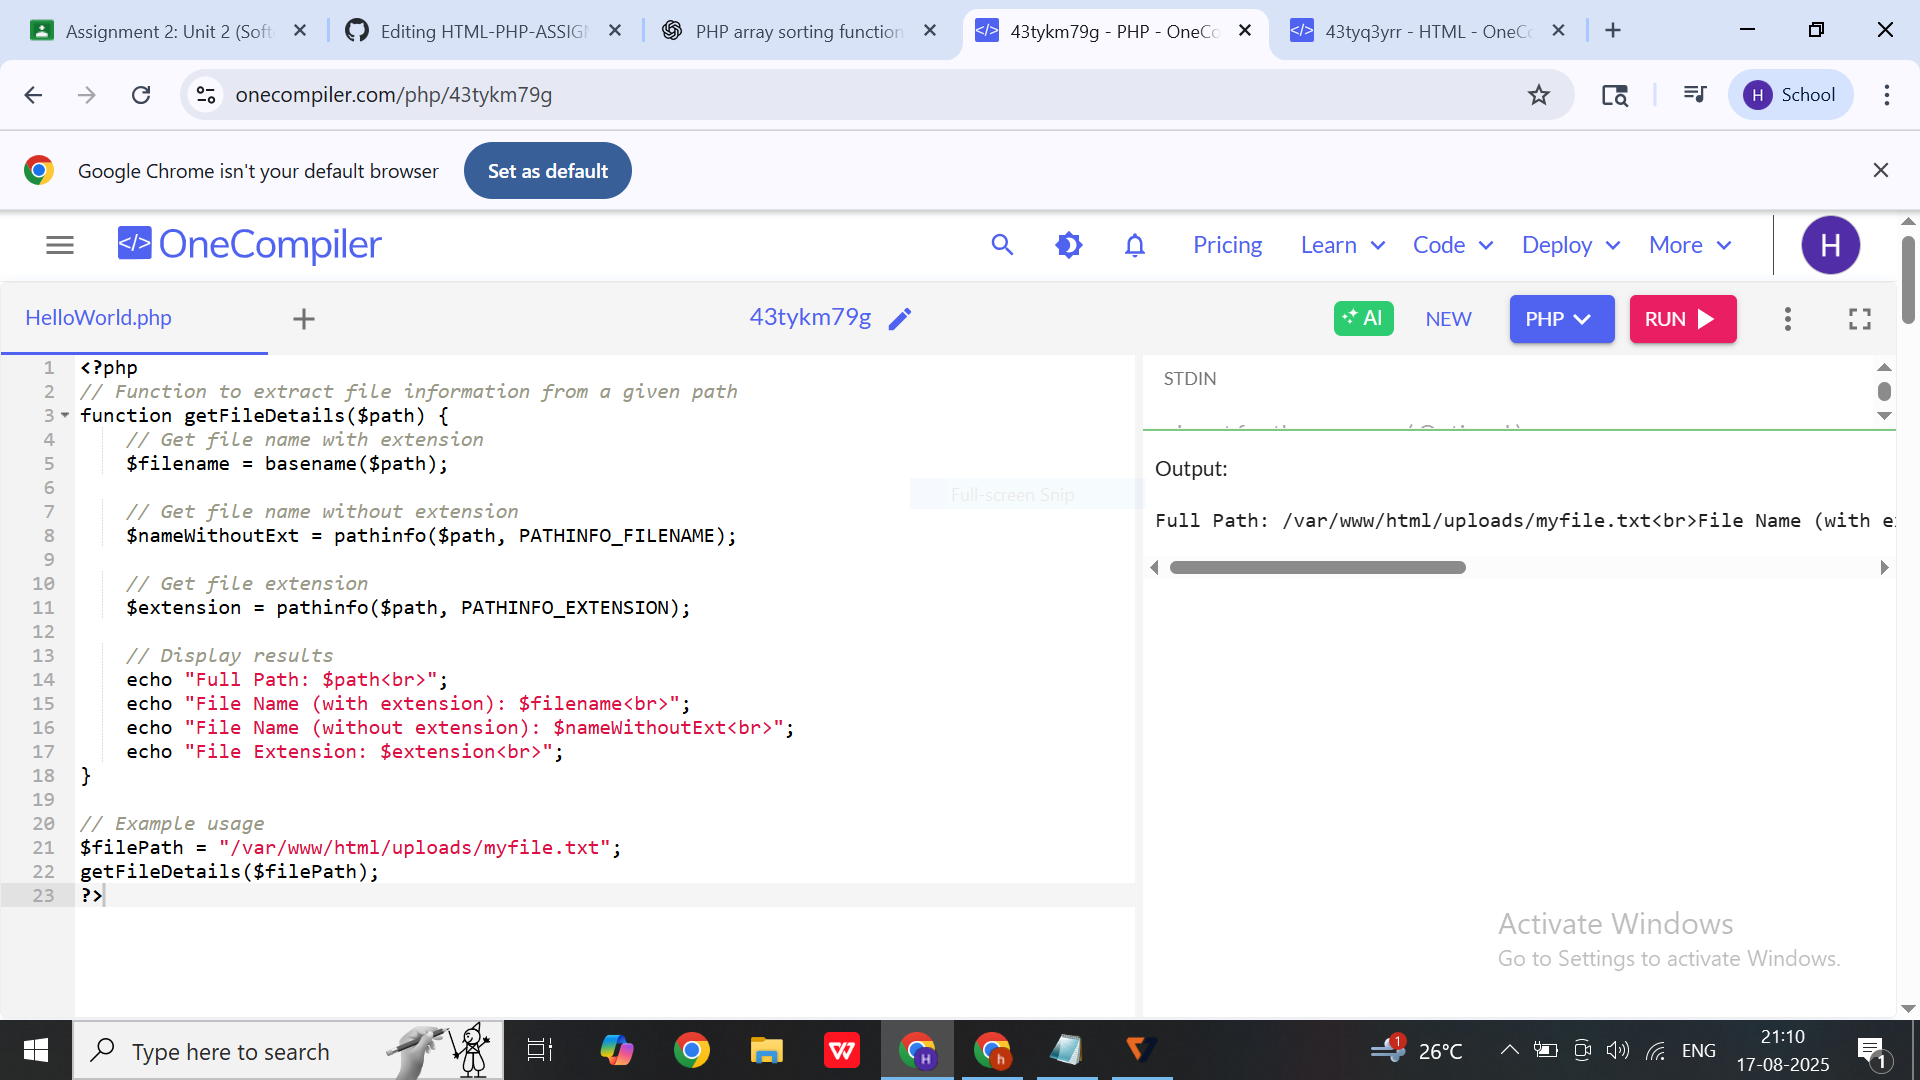 Assignment 2: Unit 2 (Soft
Editing HTML-PHP-ASSIGN
PHP array sorting function
43tykm79g - PHP - OneCo
43tyq3yrr - HTML - OneCo
onecompiler.com/php/43tykm79g
H School
Google Chrome isn't your default browser
Set as default
</> OneCompiler
Pricing
Learn
Code
Deploy
More
H
HelloWorld.php
43tykm79g
AI
NEW
PHP
RUN
1 <?php
2 // Function to extract file information from a given path
3 function getFileDetails($path) {
4 // Get file name with extension
5 $filename = basename($path);
6
7 // Get file name without extension
8 $nameWithoutExt = pathinfo($path, PATHINFO_FILENAME);
9
10 // Get file extension
11 $extension = pathinfo($path, PATHINFO_EXTENSION);
12
13 // Display results
14 echo "Full Path: $path<br>";
15 echo "File Name (with extension): $filename<br>";
16 echo "File Name (without extension): $nameWithoutExt<br>";
17 echo "File Extension: $extension<br>";
18 }
19
20 // Example usage
21 $filePath = "/var/www/html/uploads/myfile.txt";
22 getFileDetails($filePath);
23 ?>
Full-screen Snip
STDIN
Output:
Full Path: /var/www/html/uploads/myfile.txt<br>File Name (with e
Activate Windows
Go to Settings to activate Windows.
Type here to search
W
H
h
1
26°C
ENG
21:10
17-08-2025
1